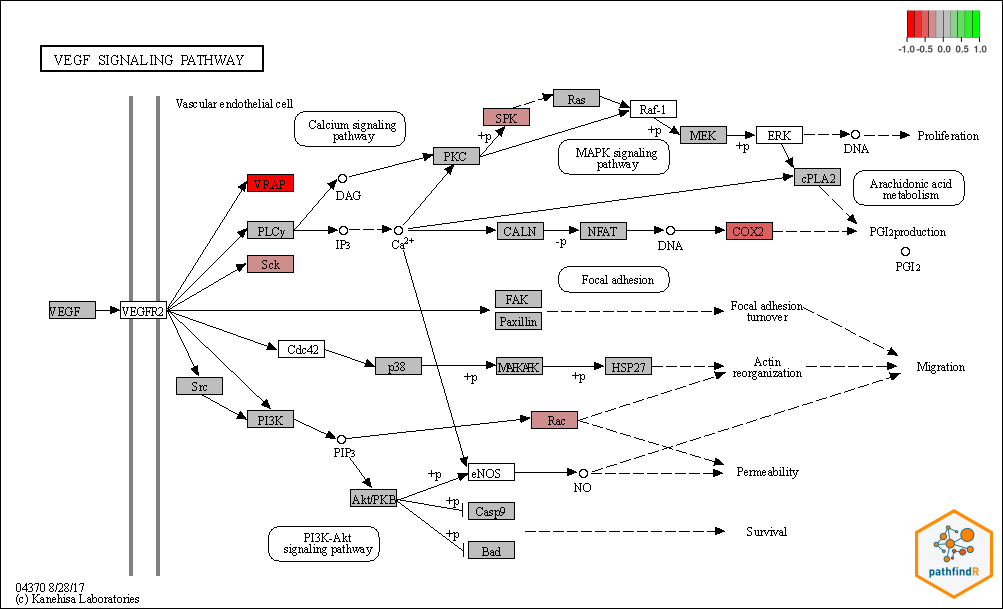 -1.0 -0.5 0.0 0.5 1.0
VEGF SIGNALING PATHWAY
Vascular endothelial cell
Calcium signaling
pathway
SPK
Ras
Raf-1
+p
+p
MEK
+p
ERK
DNA
Proliferation
PKC
MAPK signaling
pathway
cPLA2
Arachidonic acid
metabolism
VRAP
DAG
PLCγ
IP3
Ca2+
CALN
-p
NFAT
DNA
COX2
PGI2production
PGI2
Sck
Focal adhesion
VEGF
VEGFR2
FAK
Paxillin
Focal adhesion
turnover
Cdc42
p38
+p
+p
HSP27
Actin
reorganization
Migration
Src
PI3K
Rac
PIP3
+p
eNOS
NO
Permeability
Akt/PKB
+p
Casp9
+p
Bad
Survival
PI3K-Akt
signaling pathway
pathfindR
04370 8/28/17
(c) Kanehisa Laboratories